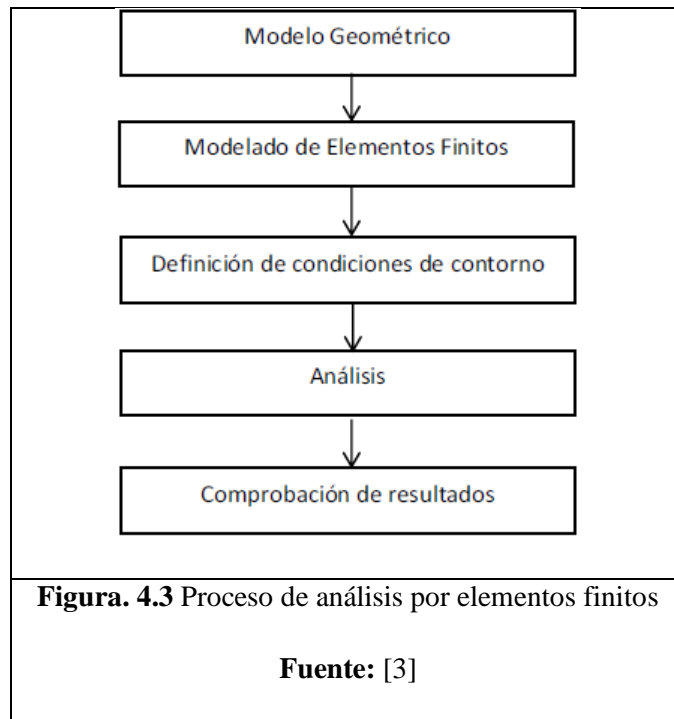 Modelo Geométrico
Modelado de Elementos Finitos
Definición de condiciones de contorno
Análisis
Comprobación de resultados
Figura. 4.3 Proceso de análisis por elementos finitos
Fuente: [3]